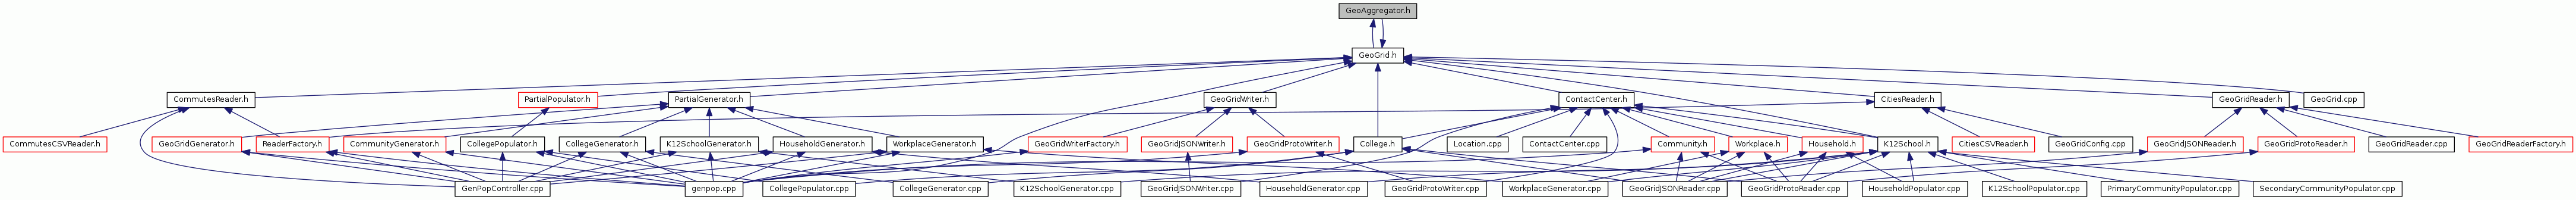 GeoAggregator.h
GeoGrid.h
CommutesReader.h
PartialPopulator.h
PartialGenerator.h
GeoGridWriter.h
ContactCenter.h
CitiesReader.h
GeoGridReader.h
GeoGrid.cpp
CommutesCSVReader.h
GeoGridGenerator.h
ReaderFactory.h
CommunityGenerator.h
CollegePopulator.h
CollegeGenerator.h
K12SchoolGenerator.h
HouseholdGenerator.h
WorkplaceGenerator.h
GeoGridWriterFactory.h
GeoGridJSONWriter.h
GeoGridProtoWriter.h
College.h
Location.cpp
ContactCenter.cpp
Community.h
Workplace.h
Household.h
K12School.h
CitiesCSVReader.h
GeoGridConfig.cpp
GeoGridJSONReader.h
GeoGridProtoReader.h
GeoGridReader.cpp
GeoGridReaderFactory.h
GenPopController.cpp
genpop.cpp
CollegePopulator.cpp
CollegeGenerator.cpp
K12SchoolGenerator.cpp
GeoGridJSONWriter.cpp
HouseholdGenerator.cpp
GeoGridProtoWriter.cpp
WorkplaceGenerator.cpp
GeoGridJSONReader.cpp
GeoGridProtoReader.cpp
HouseholdPopulator.cpp
K12SchoolPopulator.cpp
PrimaryCommunityPopulator.cpp
SecondaryCommunityPopulator.cpp